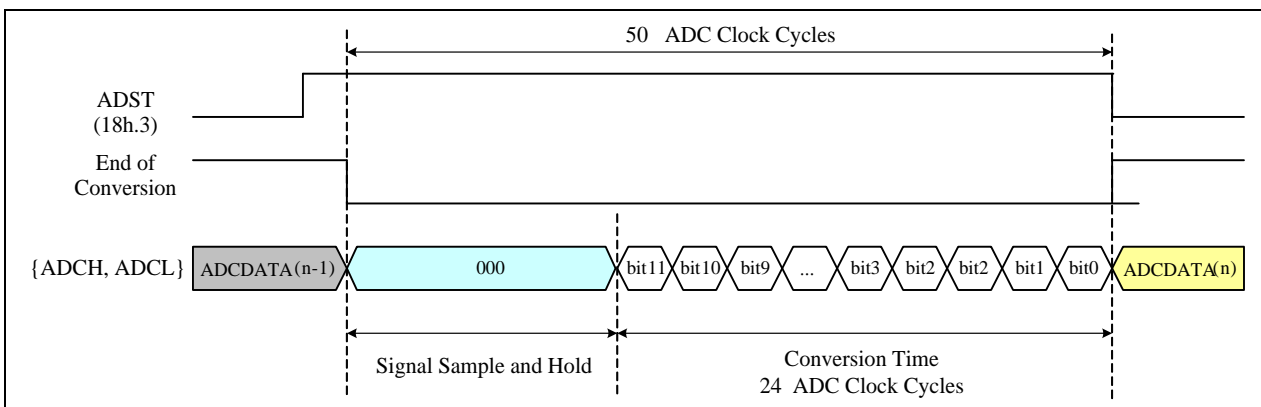 50 ADC Clock Cycles
ADST
(18h.3)
End of
Conversion
{ADCH, ADCL} ADCDATA(n-1) 000 bit11 bit10 bit9 ... bit3 bit2 bit2 bit1 bit0 ADCDATA(n)
Signal Sample and Hold
Conversion Time
24 ADC Clock Cycles